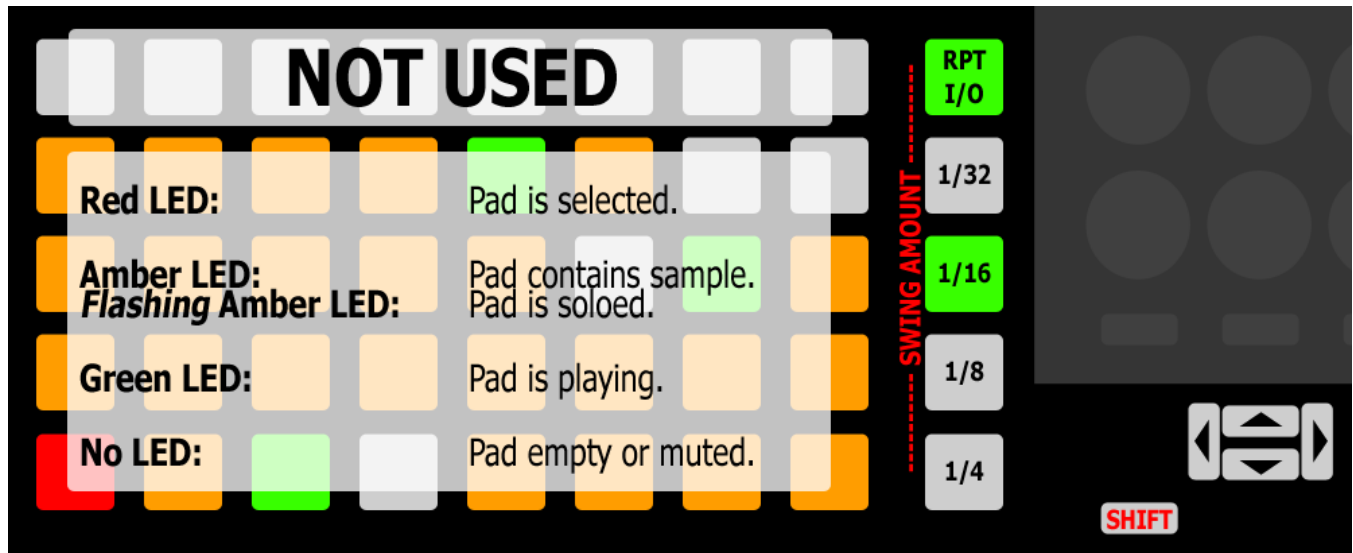 NOT USED
Red LED: Pad is selected.
Amber LED: Pad contains sample.
Flashing Amber LED: Pad is soloed.
Green LED: Pad is playing.
No LED: Pad empty or muted.
-------- SWING AMOUNT --------
RPT
I/O
1/32
1/16
1/8
1/4
SHIFT